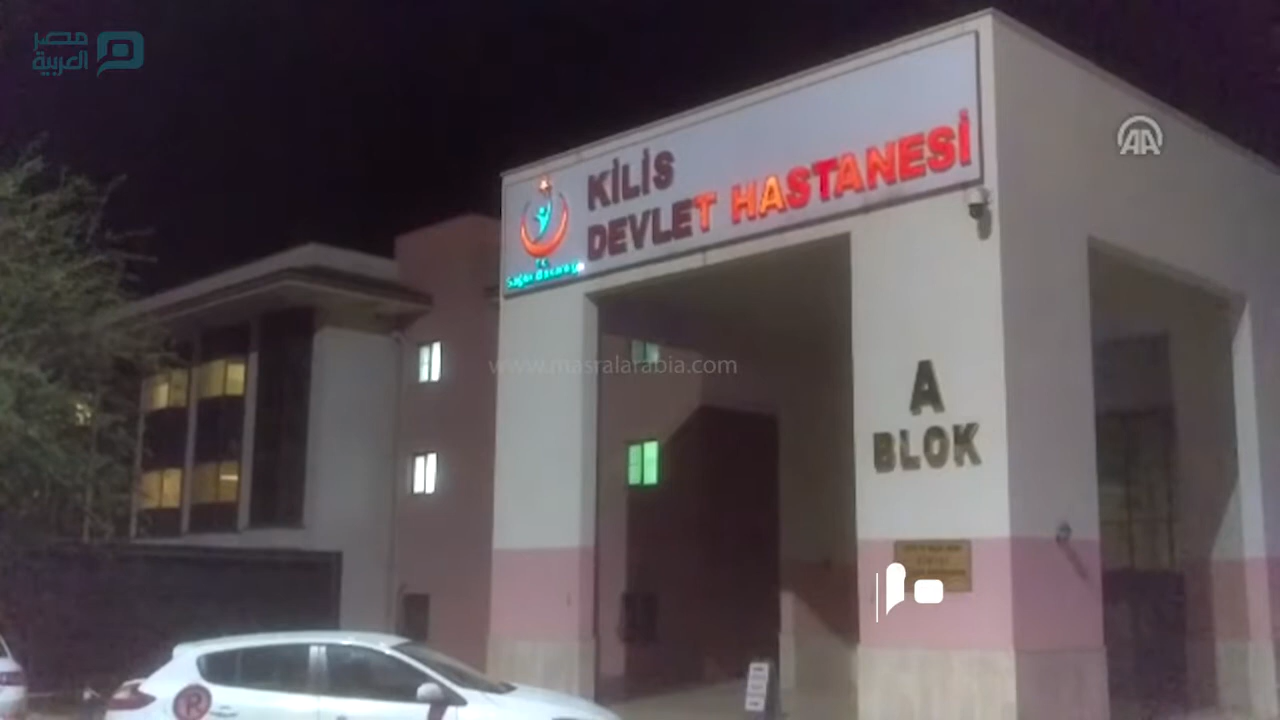 مصر
العربية
AA
KİLİS
DEVLET HASTANESİ
T.C.
www.masralarabia.com
A
BLOK
R